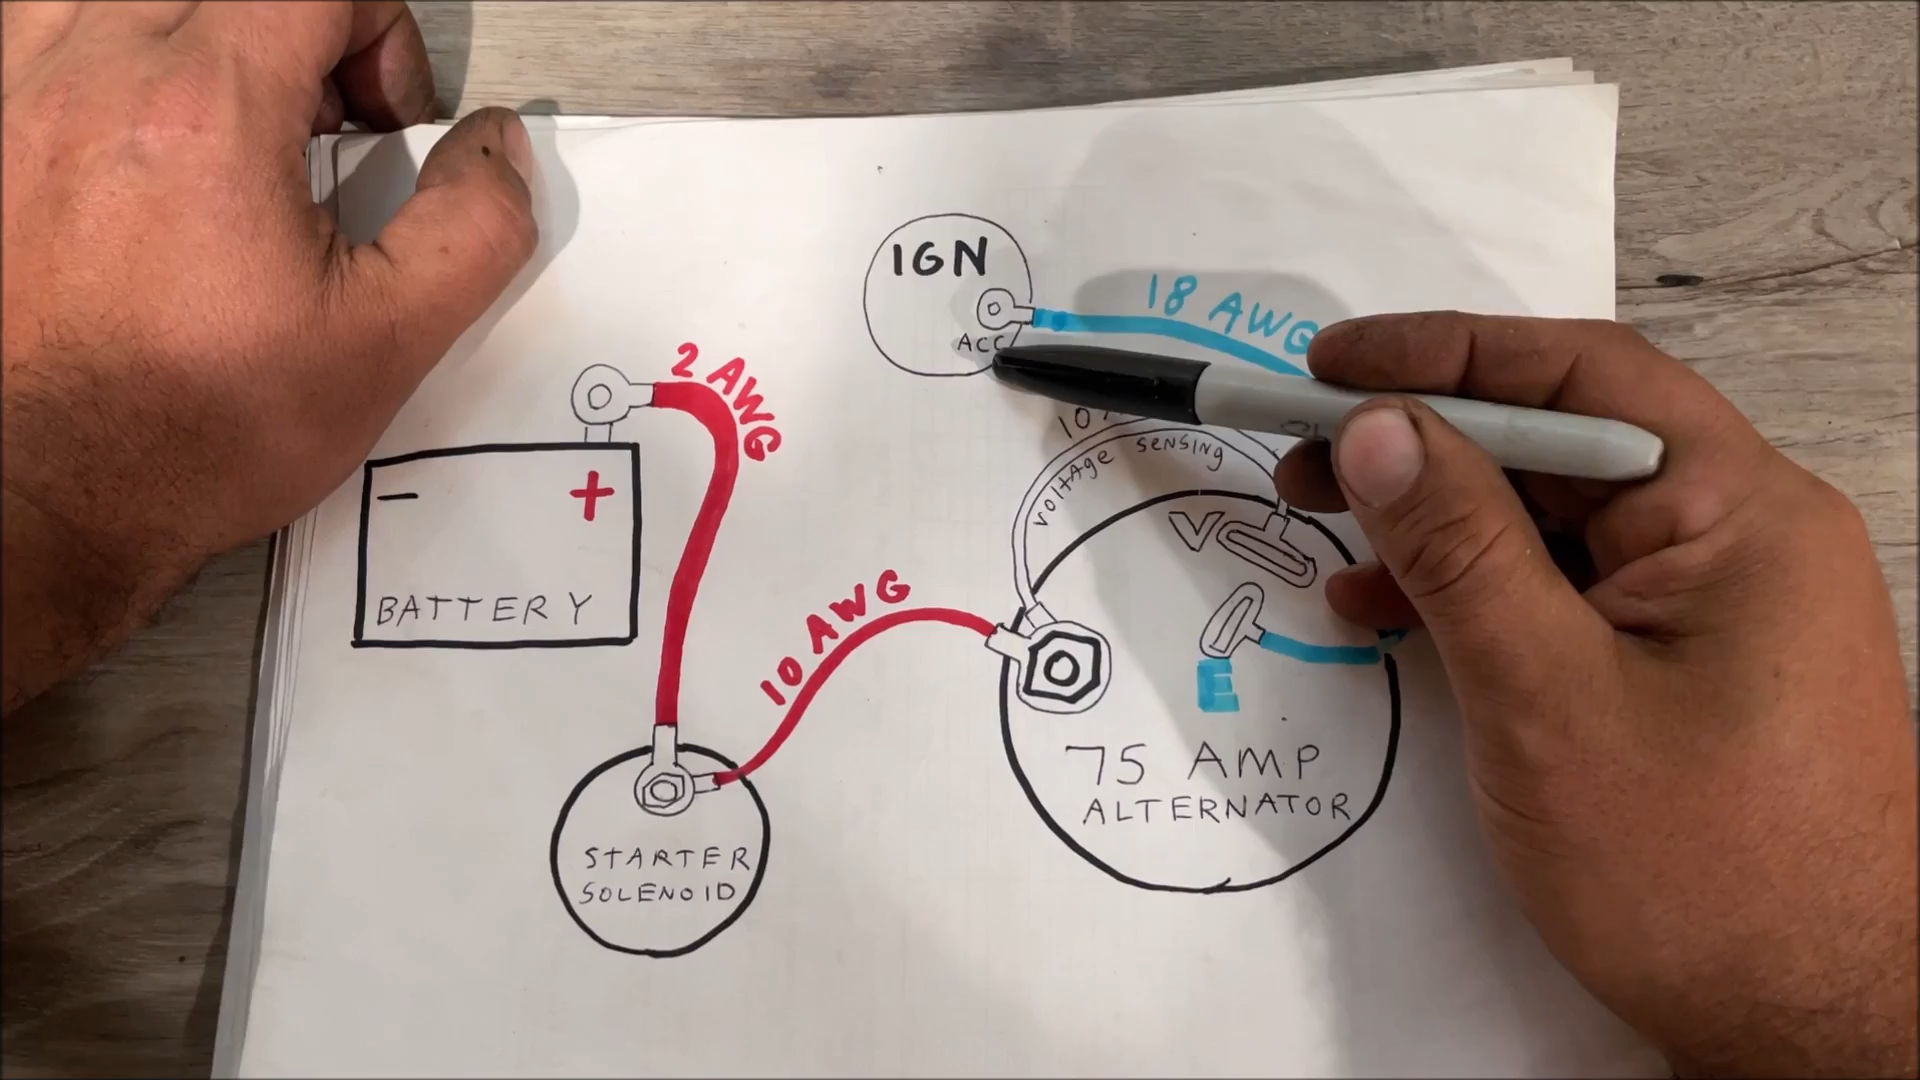 IGN
ACC
18 AWG
2 AWG
voltage sensing
V
- +
BATTERY
10 AWG
E
75 AMP
ALTERNATOR
STARTER
SOLENOID